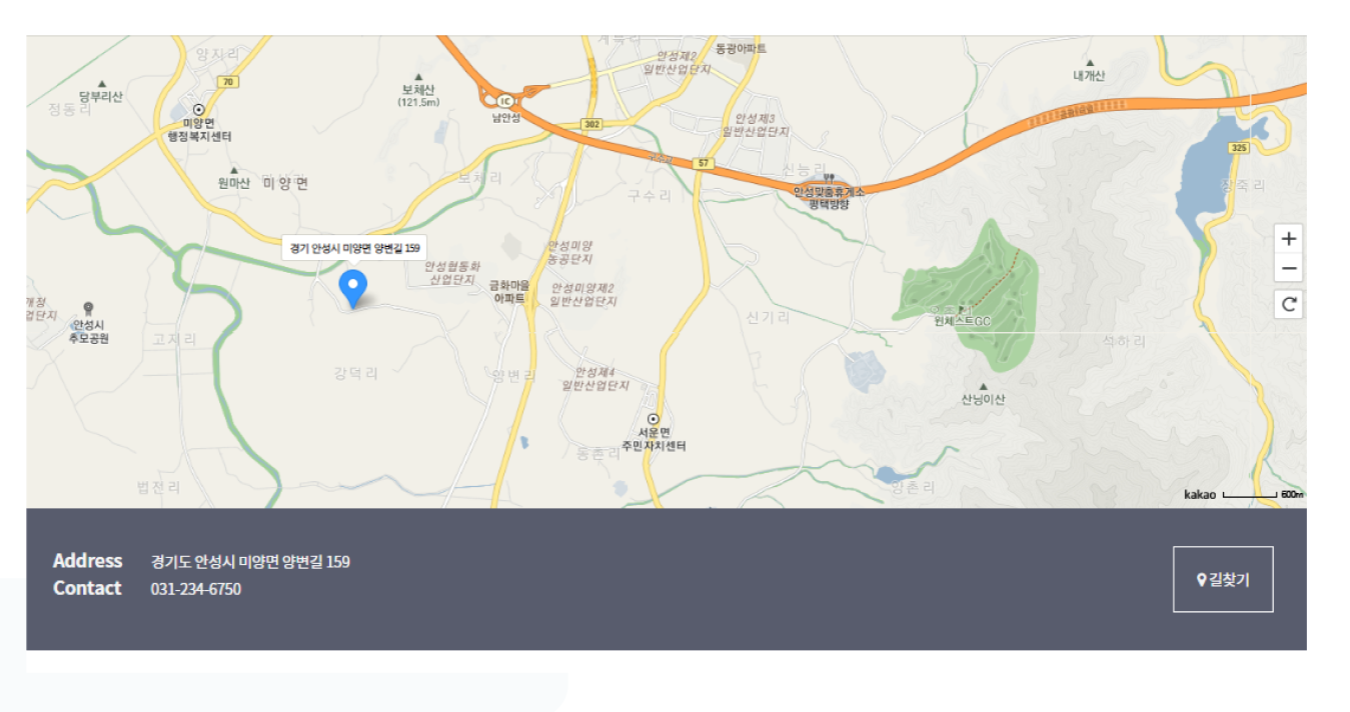 양지리
계륵리
동광아파트
안성제2
일반산업단지
내개산
70
당부리산
정동리
보체산
(121.5m)
IC
남안성
미양면
행정복지센터
302
안성제3
일반산업단지
57
325
원마산 미양면
보체리
구수리
신능리
안성맞춤휴게소
평택방향
장죽리
경기 안성시 미양면 양변길 159
안성미양
농공단지
안성협동화
산업단지
금화마을
아파트
안성미양제2
일반산업단지
개정
업단지
안성시
추모공원
고지리
신기리
윈체스트GC
석하리
강덕리
양변리
안성제4
일반산업단지
산닝이산
서운면
주민자치센터
동촌리
법전리
양촌리
kakao 600m
Address 경기도 안성시 미양면 양변길 159
Contact 031-234-6750
길찾기